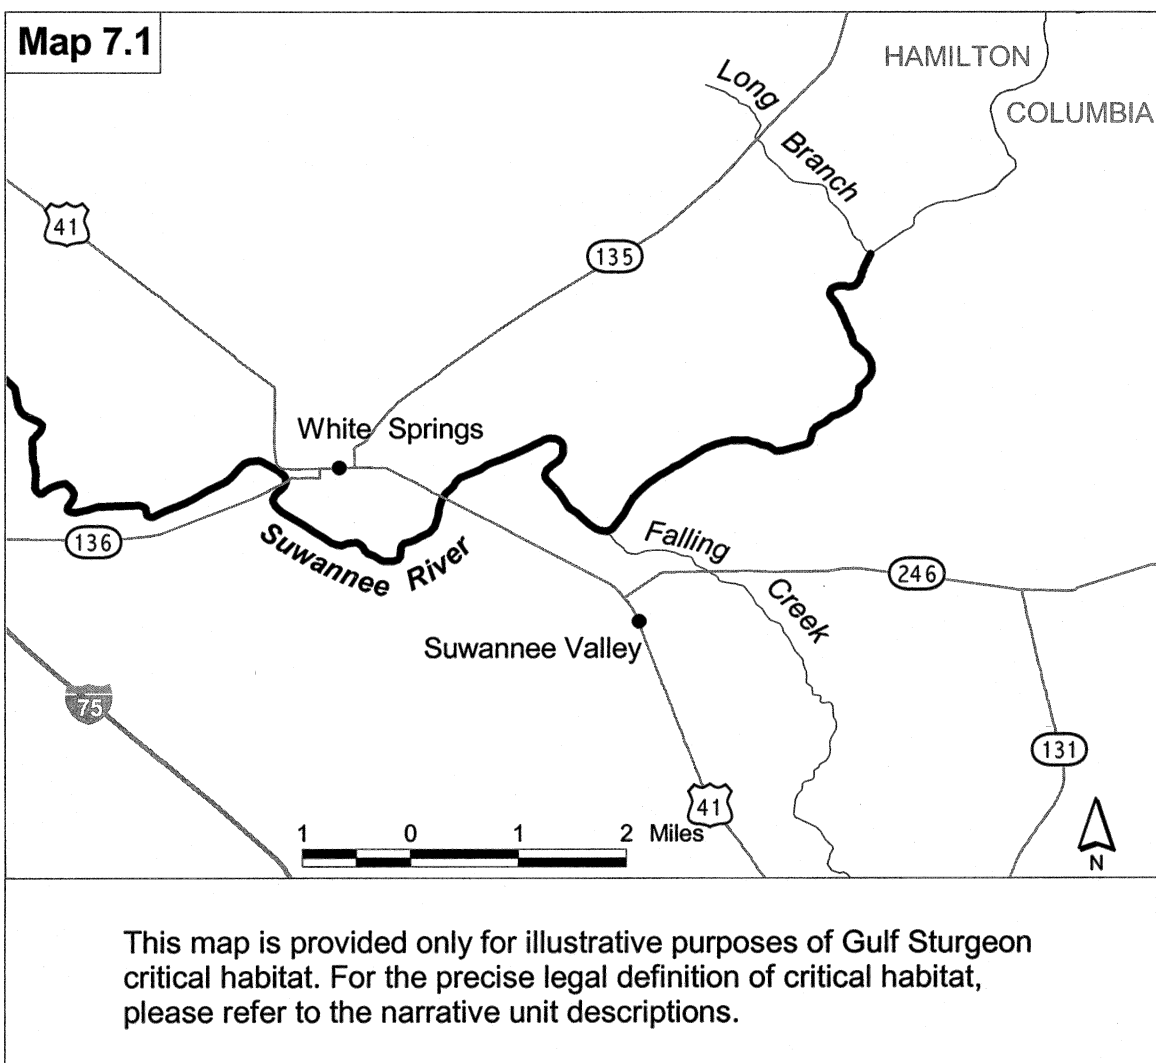 Map 7.1
HAMILTON
COLUMBIA
Long
Branch
41
135
White Springs
136
Suwannee River
Falling
Creek
246
Suwannee Valley
75
131
41
1 0 1 2 Miles
N
This map is provided only for illustrative purposes of Gulf Sturgeon
critical habitat. For the precise legal definition of critical habitat,
please refer to the narrative unit descriptions.